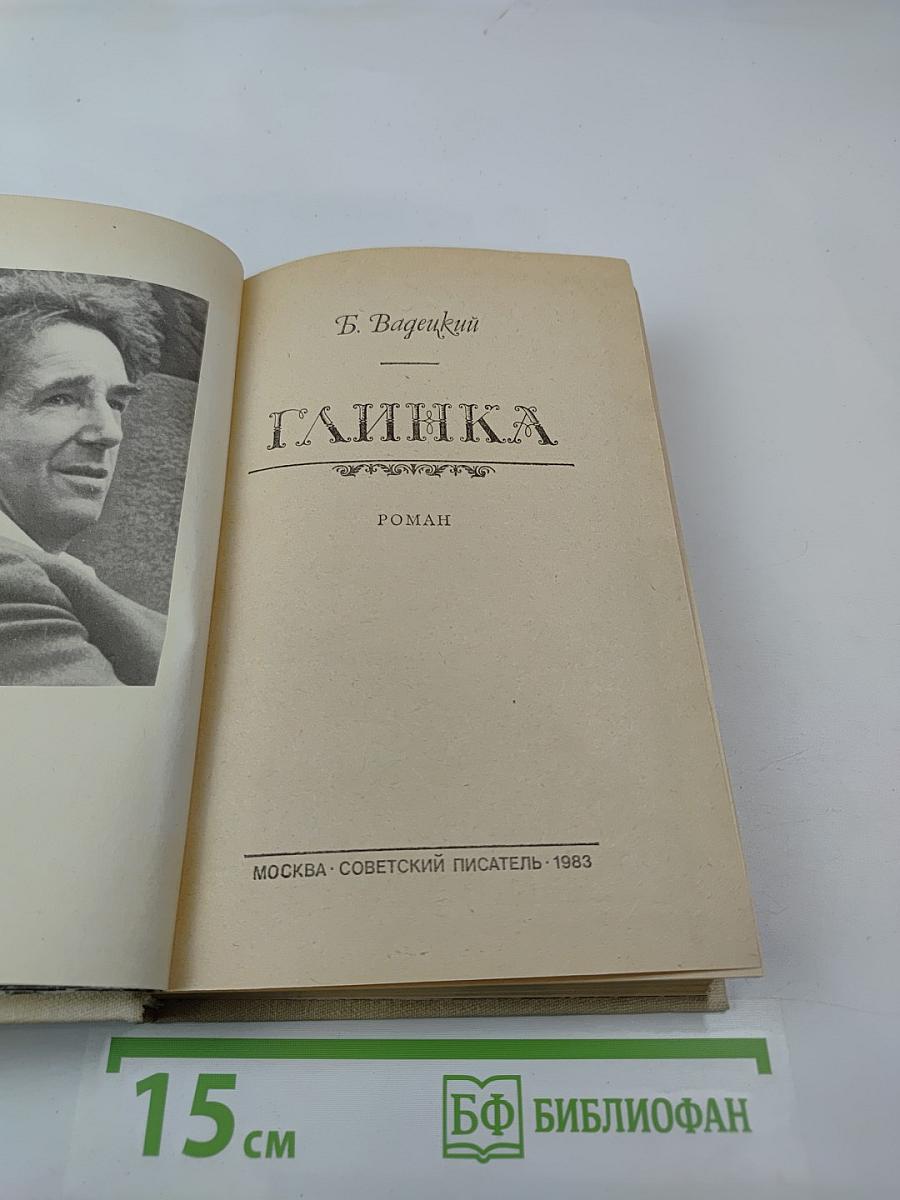 Б. Вадецкий
ГЛИНКА
РОМАН
МОСКВА · СОВЕТСКИЙ ПИСАТЕЛЬ · 1983
15 см
БФ БИБЛИОФАН